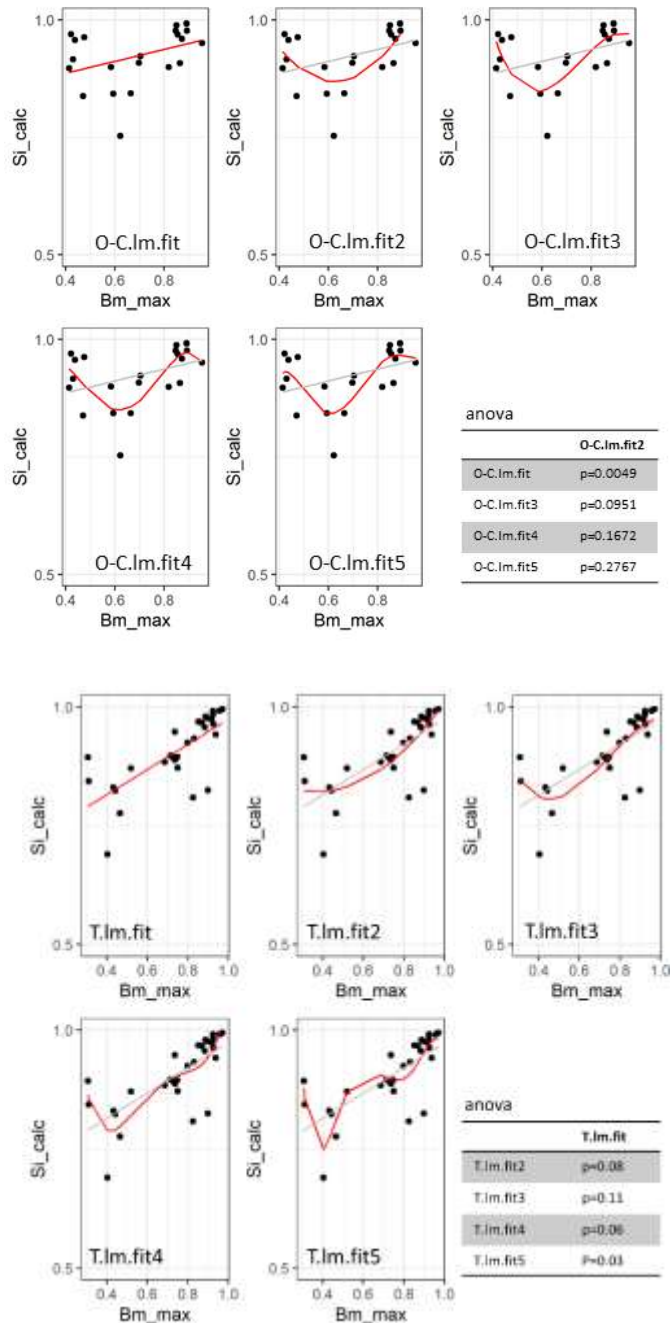 1.0
Si_calc
0.5
O-C.lm.fit
0.4 0.6 0.8
Bm_max
1.0
Si_calc
0.5
O-C.lm.fit2
0.4 0.6 0.8
Bm_max
1.0
Si_calc
0.5
O-C.lm.fit3
0.4 0.6 0.8
Bm_max
1.0
Si_calc
0.5
O-C.lm.fit4
0.4 0.6 0.8
Bm_max
1.0
Si_calc
0.5
O-C.lm.fit5
0.4 0.6 0.8
Bm_max
anova
O-C.lm.fit2
O-C.lm.fit p=0.0049
O-C.lm.fit3 p=0.0951
O-C.lm.fit4 p=0.1672
O-C.lm.fit5 p=0.2767
1.0
Si_calc
0.5
T.lm.fit
0.4 0.6 0.8 1.0
Bm_max
1.0
Si_calc
0.5
T.lm.fit2
0.4 0.6 0.8 1.0
Bm_max
1.0
Si_calc
0.5
T.lm.fit3
0.4 0.6 0.8 1.0
Bm_max
1.0
Si_calc
0.5
T.lm.fit4
0.4 0.6 0.8 1.0
Bm_max
1.0
Si_calc
0.5
T.lm.fit5
0.4 0.6 0.8 1.0
Bm_max
anova
T.lm.fit
T.lm.fit2 p=0.08
T.lm.fit3 p=0.11
T.lm.fit4 p=0.06
T.lm.fit5 P=0.03